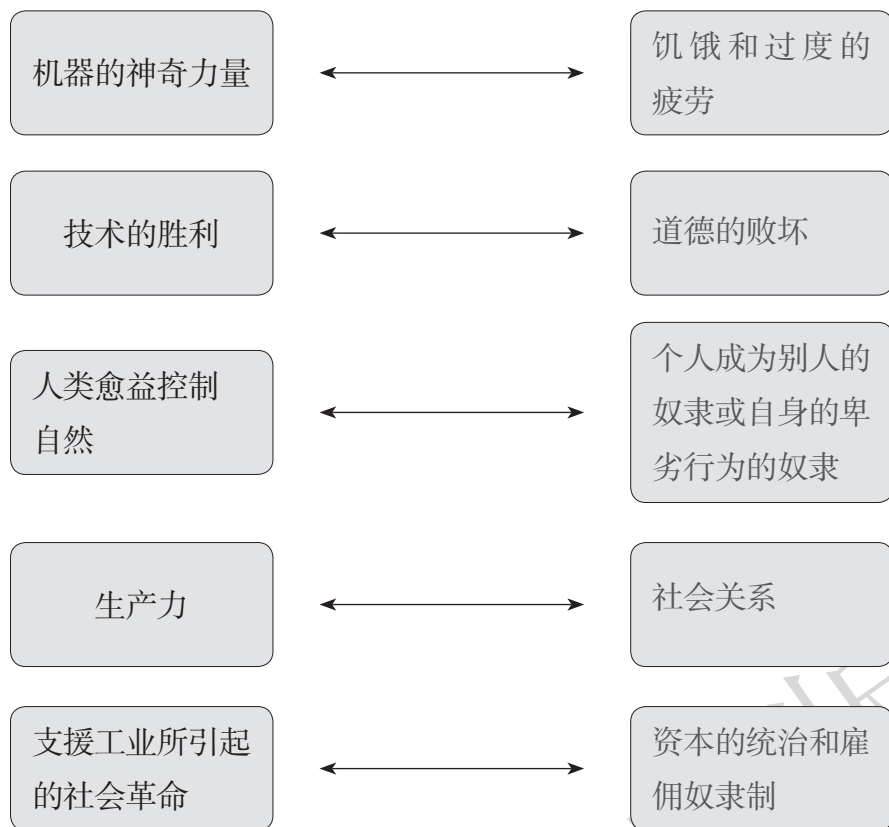 机器的神奇力量
饥饿和过度的
疲劳
技术的胜利
道德的败坏
人类愈益控制
自然
个人成为别人的
奴隶或自身的卑
劣行为的奴隶
生产力
社会关系
支援工业所引起
的社会革命
资本的统治和雇
佣奴隶制